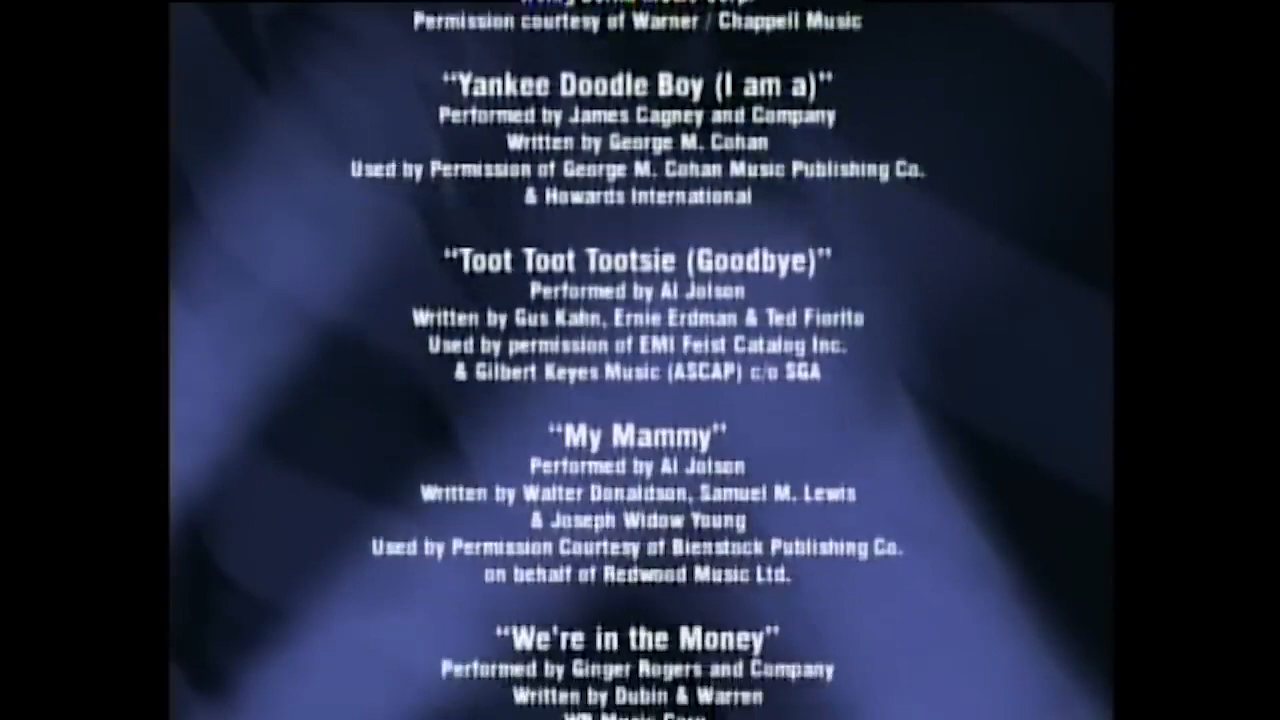 Permission courtesy of Warner / Chappell Music
"Yankee Doodle Boy (I am a)"
Performed by James Cagney and Company
Written by George M. Cohan
Used by Permission of George M. Cohan Music Publishing Co.
& Howards International
"Toot Toot Tootsie (Goodbye)"
Performed by Al Jolson
Written by Gus Kahn, Ernie Erdman & Ted Fiorito
Used by permission of EMI Feist Catalog Inc.
& Gilbert Keyes Music (ASCAP) c/o SGA
"My Mammy"
Performed by Al Jolson
Written by Walter Donaldson, Samuel M. Lewis
& Joseph Widow Young
Used by Permission Courtesy of Bienstock Publishing Co.
on behalf of Redwood Music Ltd.
"We're in the Money"
Performed by Ginger Rogers and Company
Written by Dubin & Warren
WB Music Corp.